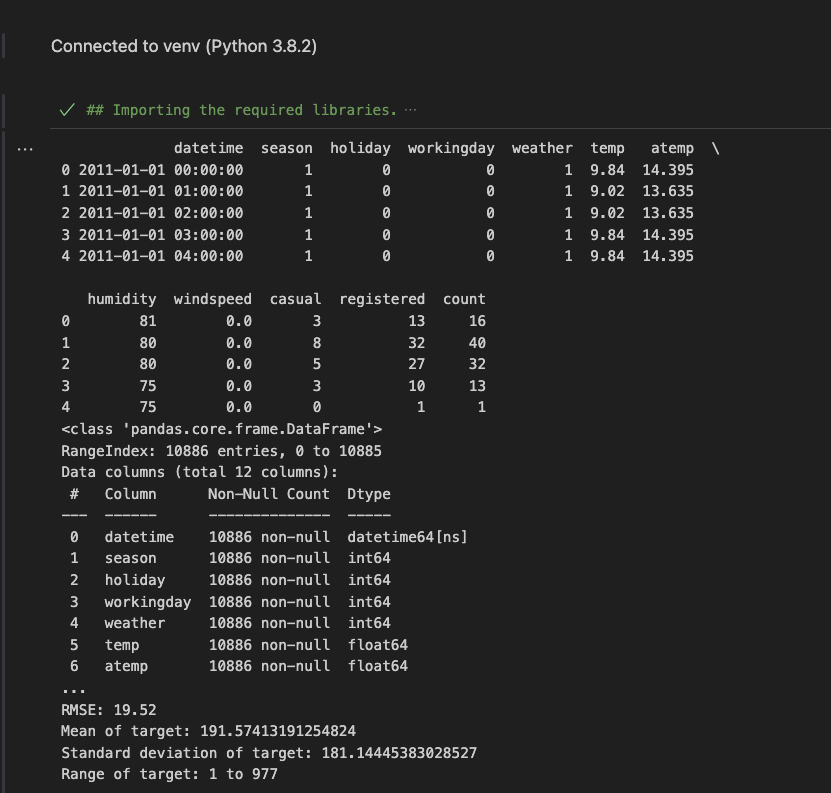 Connected to venv (Python 3.8.2)
## Importing the required libraries. ...
... datetime season holiday workingday weather temp atemp \
0 2011-01-01 00:00:00 1 0 0 1 9.84 14.395
1 2011-01-01 01:00:00 1 0 0 1 9.02 13.635
2 2011-01-01 02:00:00 1 0 0 1 9.02 13.635
3 2011-01-01 03:00:00 1 0 0 1 9.84 14.395
4 2011-01-01 04:00:00 1 0 0 1 9.84 14.395
humidity windspeed casual registered count
0 81 0.0 3 13 16
1 80 0.0 8 32 40
2 80 0.0 5 27 32
3 75 0.0 3 10 13
4 75 0.0 0 1 1
<class 'pandas.core.frame.DataFrame'>
RangeIndex: 10886 entries, 0 to 10885
Data columns (total 12 columns):
# Column Non-Null Count Dtype
--- ------ -------------- -----
0 datetime 10886 non-null datetime64[ns]
1 season 10886 non-null int64
2 holiday 10886 non-null int64
3 workingday 10886 non-null int64
4 weather 10886 non-null int64
5 temp 10886 non-null float64
6 atemp 10886 non-null float64
...
RMSE: 19.52
Mean of target: 191.57413191254824
Standard deviation of target: 181.14445383028527
Range of target: 1 to 977